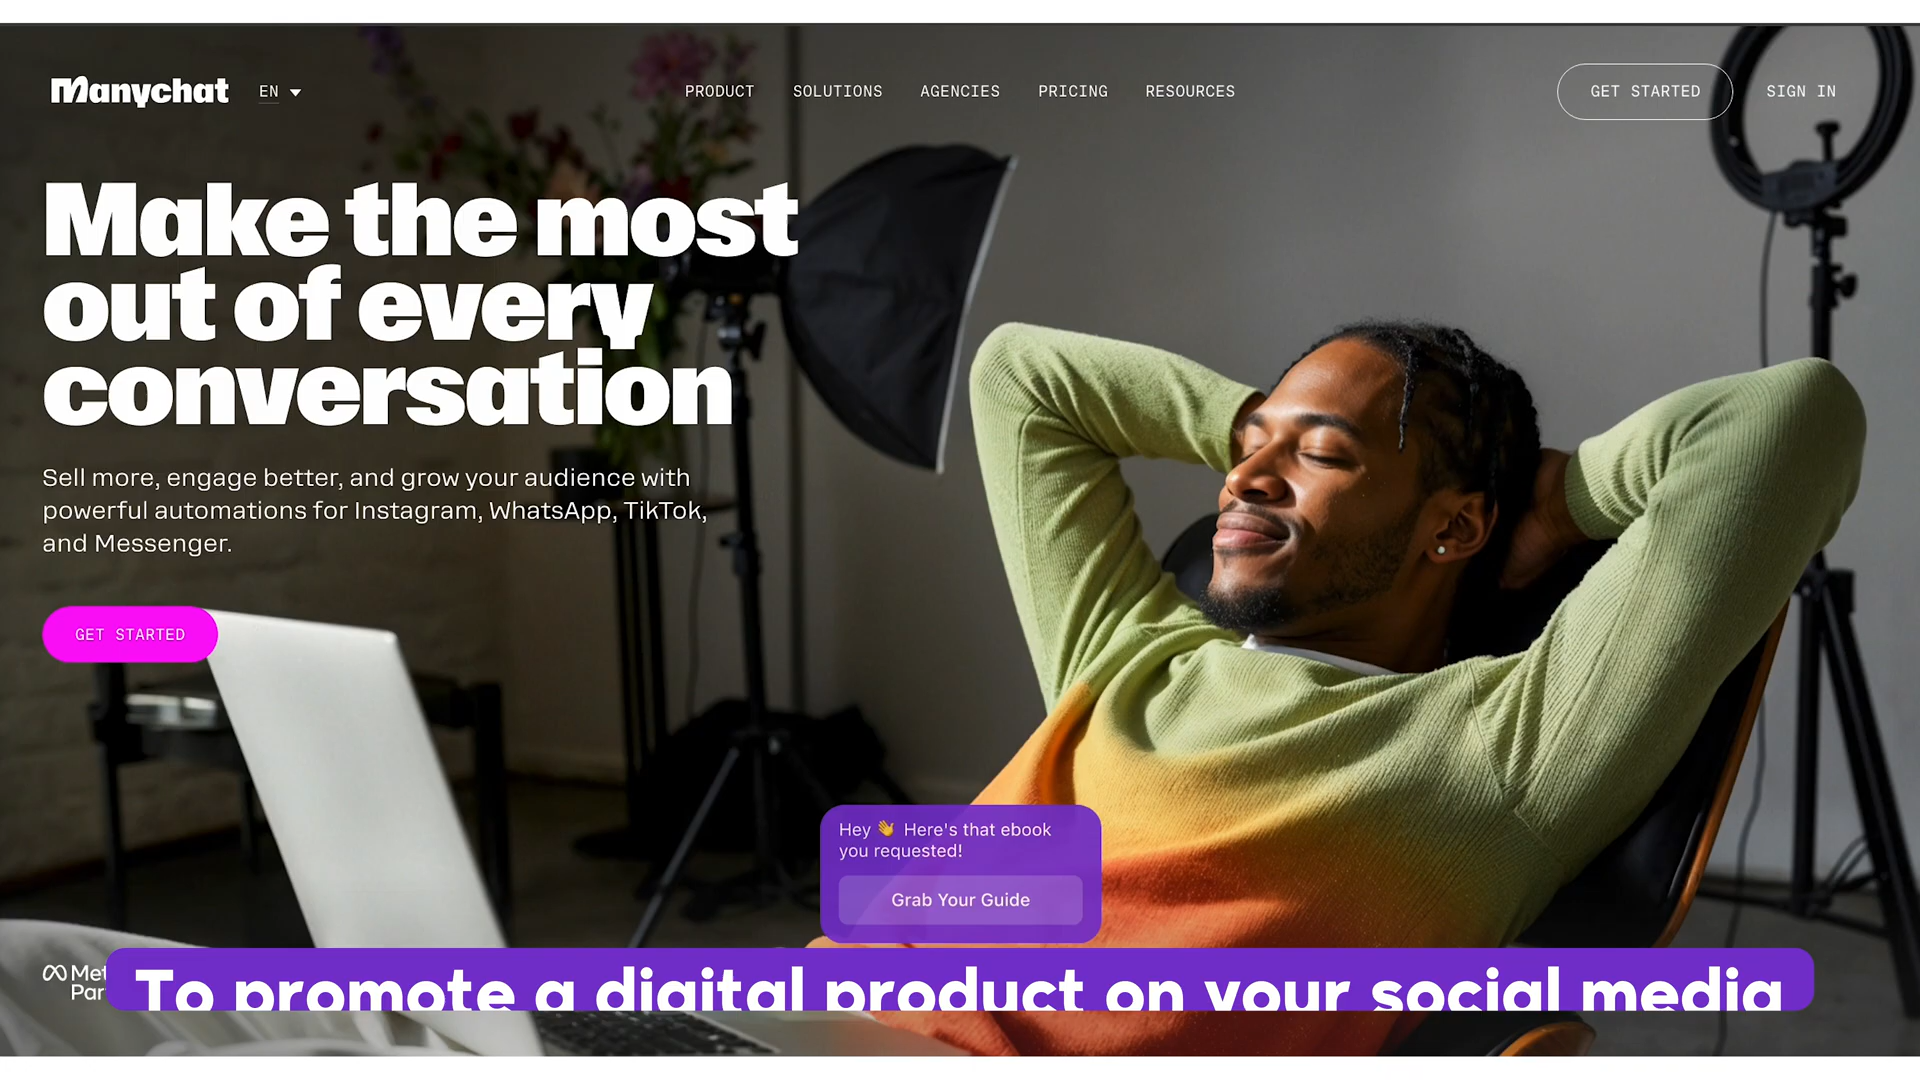 Manychat
EN
PRODUCT
SOLUTIONS
AGENCIES
PRICING
RESOURCES
GET STARTED
SIGN IN
Make the most
out of every
conversation
Sell more, engage better, and grow your audience with
powerful automations for Instagram, WhatsApp, TikTok,
and Messenger.
GET STARTED
Hey 👋 Here's that ebook
you requested!
Grab Your Guide
To promote a digital product on your social media